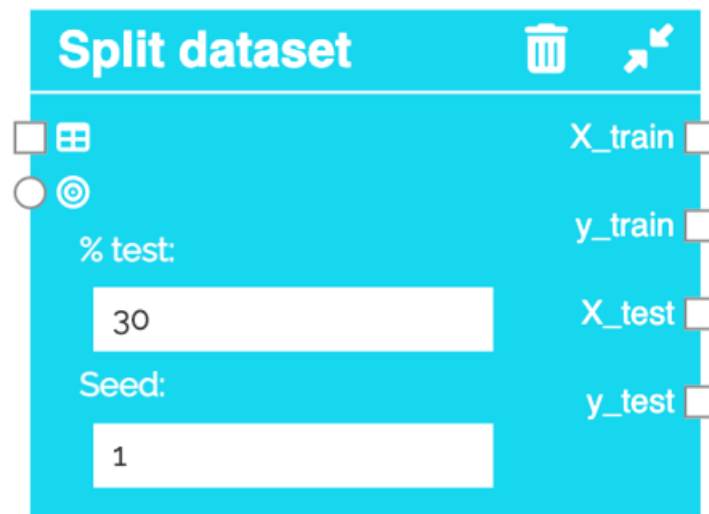 Split dataset
X_train
y_train
% test:
30
X_test
Seed:
y_test
1